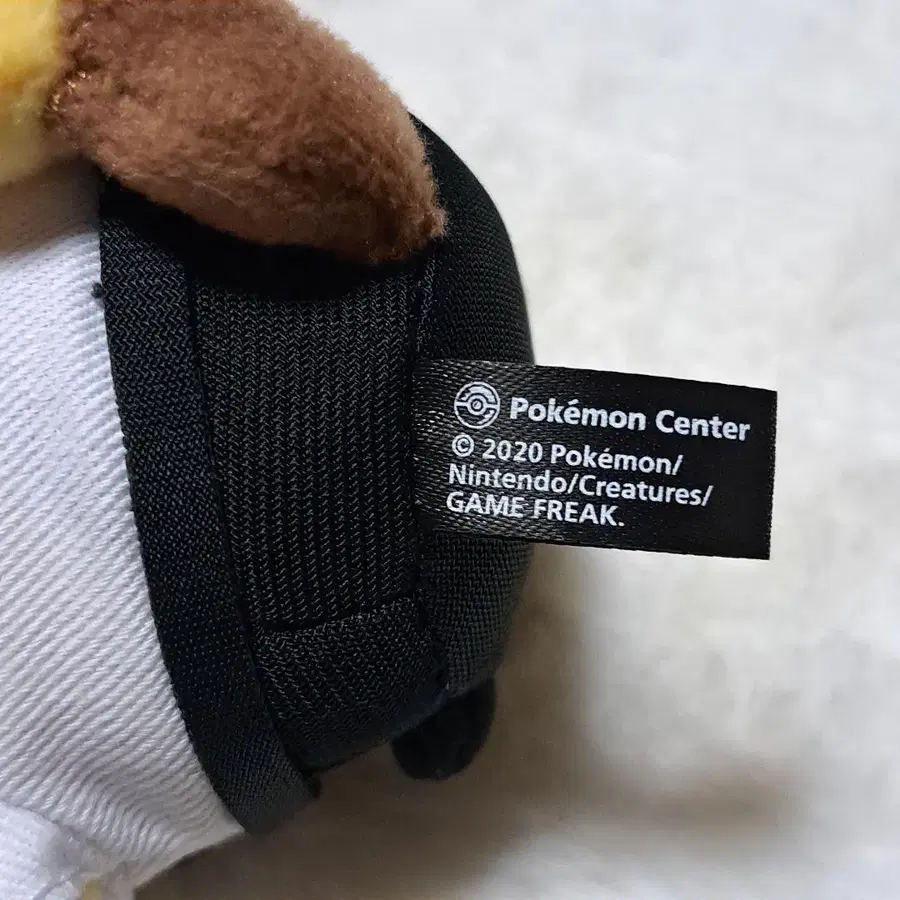 Pokémon Center
© 2020 Pokémon/
Nintendo/Creatures/
GAME FREAK.